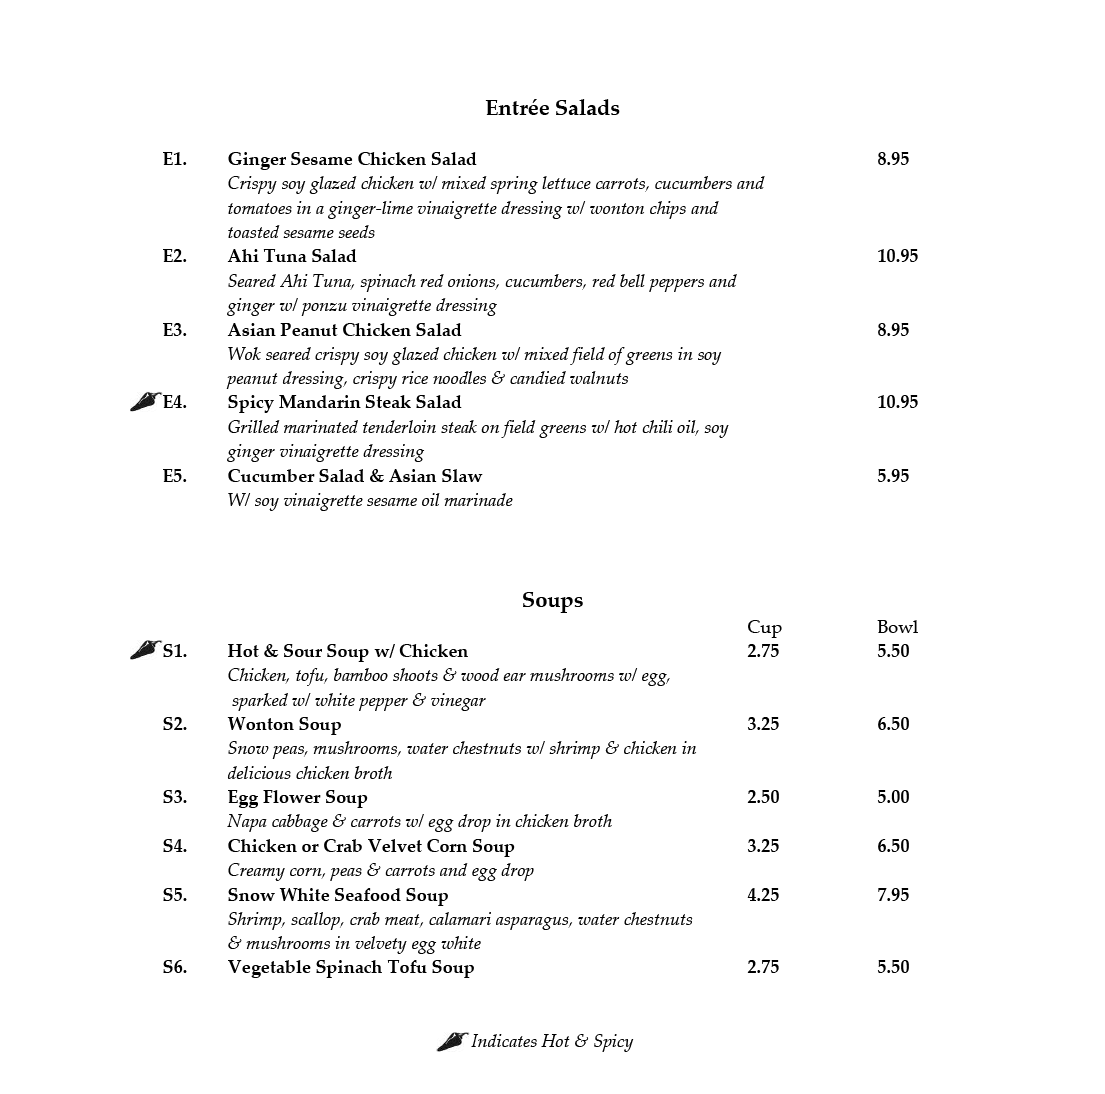 Entrée Salads
E1. Ginger Sesame Chicken Salad 8.95
Crispy soy glazed chicken w/ mixed spring lettuce carrots, cucumbers and
tomatoes in a ginger-lime vinaigrette dressing w/ wonton chips and
toasted sesame seeds
E2. Ahi Tuna Salad 10.95
Seared Ahi Tuna, spinach red onions, cucumbers, red bell peppers and
ginger w/ ponzu vinaigrette dressing
E3. Asian Peanut Chicken Salad 8.95
Wok seared crispy soy glazed chicken w/ mixed field of greens in soy
peanut dressing, crispy rice noodles & candied walnuts
E4. Spicy Mandarin Steak Salad 10.95
Grilled marinated tenderloin steak on field greens w/ hot chili oil, soy
ginger vinaigrette dressing
E5. Cucumber Salad & Asian Slaw 5.95
W/ soy vinaigrette sesame oil marinade
Soups
Cup Bowl
S1. Hot & Sour Soup w/ Chicken 2.75 5.50
Chicken, tofu, bamboo shoots & wood ear mushrooms w/ egg,
sparked w/ white pepper & vinegar
S2. Wonton Soup 3.25 6.50
Snow peas, mushrooms, water chestnuts w/ shrimp & chicken in
delicious chicken broth
S3. Egg Flower Soup 2.50 5.00
Napa cabbage & carrots w/ egg drop in chicken broth
S4. Chicken or Crab Velvet Corn Soup 3.25 6.50
Creamy corn, peas & carrots and egg drop
S5. Snow White Seafood Soup 4.25 7.95
Shrimp, scallop, crab meat, calamari asparagus, water chestnuts
& mushrooms in velvety egg white
S6. Vegetable Spinach Tofu Soup 2.75 5.50
Indicates Hot & Spicy